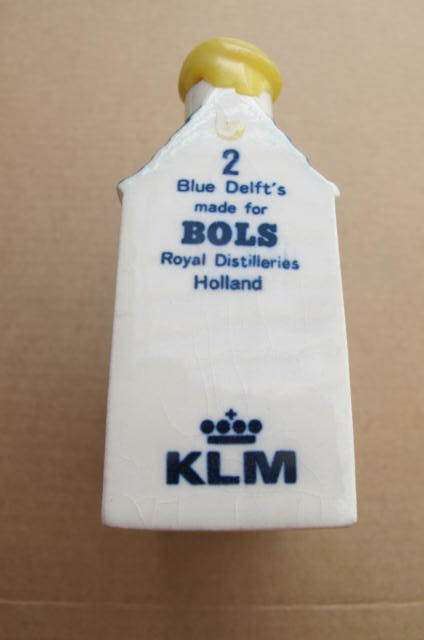 2
Blue Delft's
made for
BOLS
Royal Distilleries
Holland
KLM